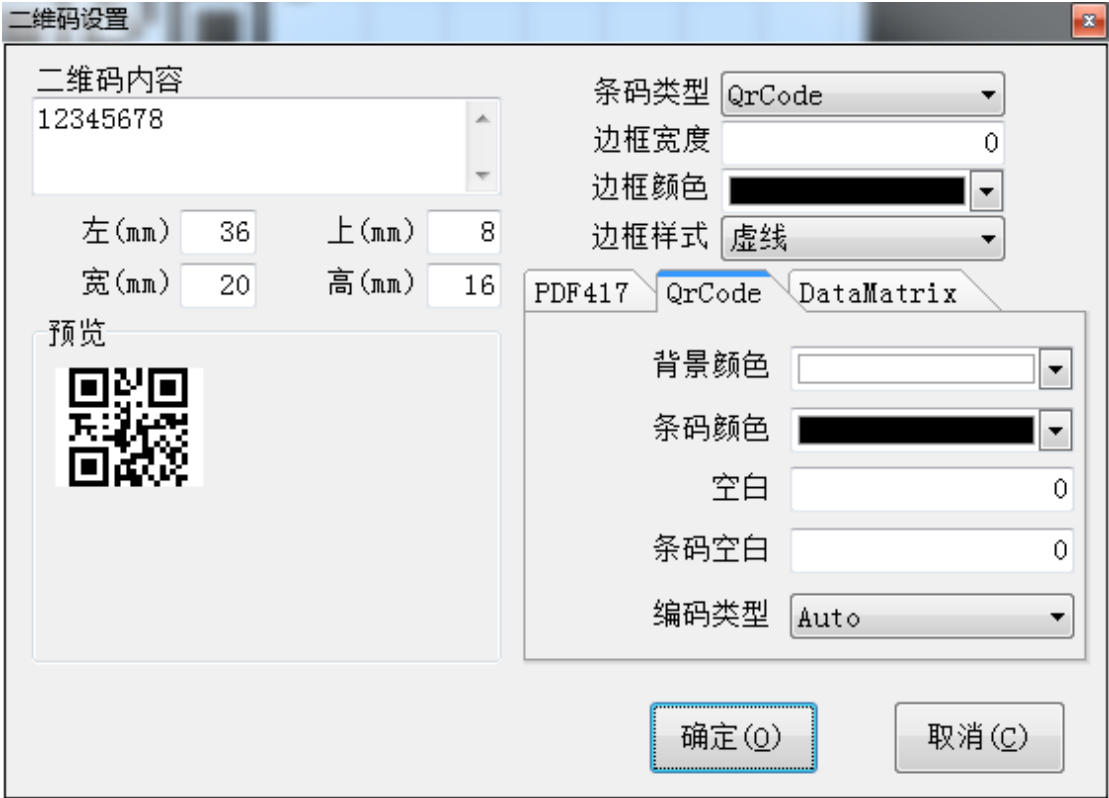 二维码设置
二维码内容
12345678
左(mm) 36 上(mm) 8
宽(mm) 20 高(mm) 16
预览
条码类型 QrCode
边框宽度 0
边框颜色
边框样式 虚线
PDF417 QrCode DataMatrix
背景颜色
条码颜色
空白 0
条码空白 0
编码类型 Auto
确定(O) 取消(C)